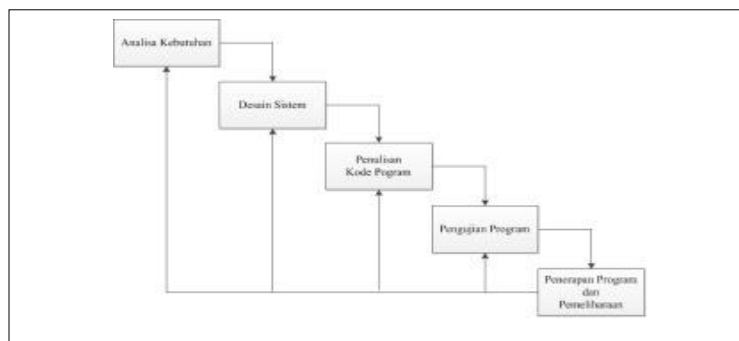 Analisa Kebutuhan
Desain Sistem
Penulisan
Kode Pogram
Pengujian Program
Penerapan Program
dan
Pemeliharaan